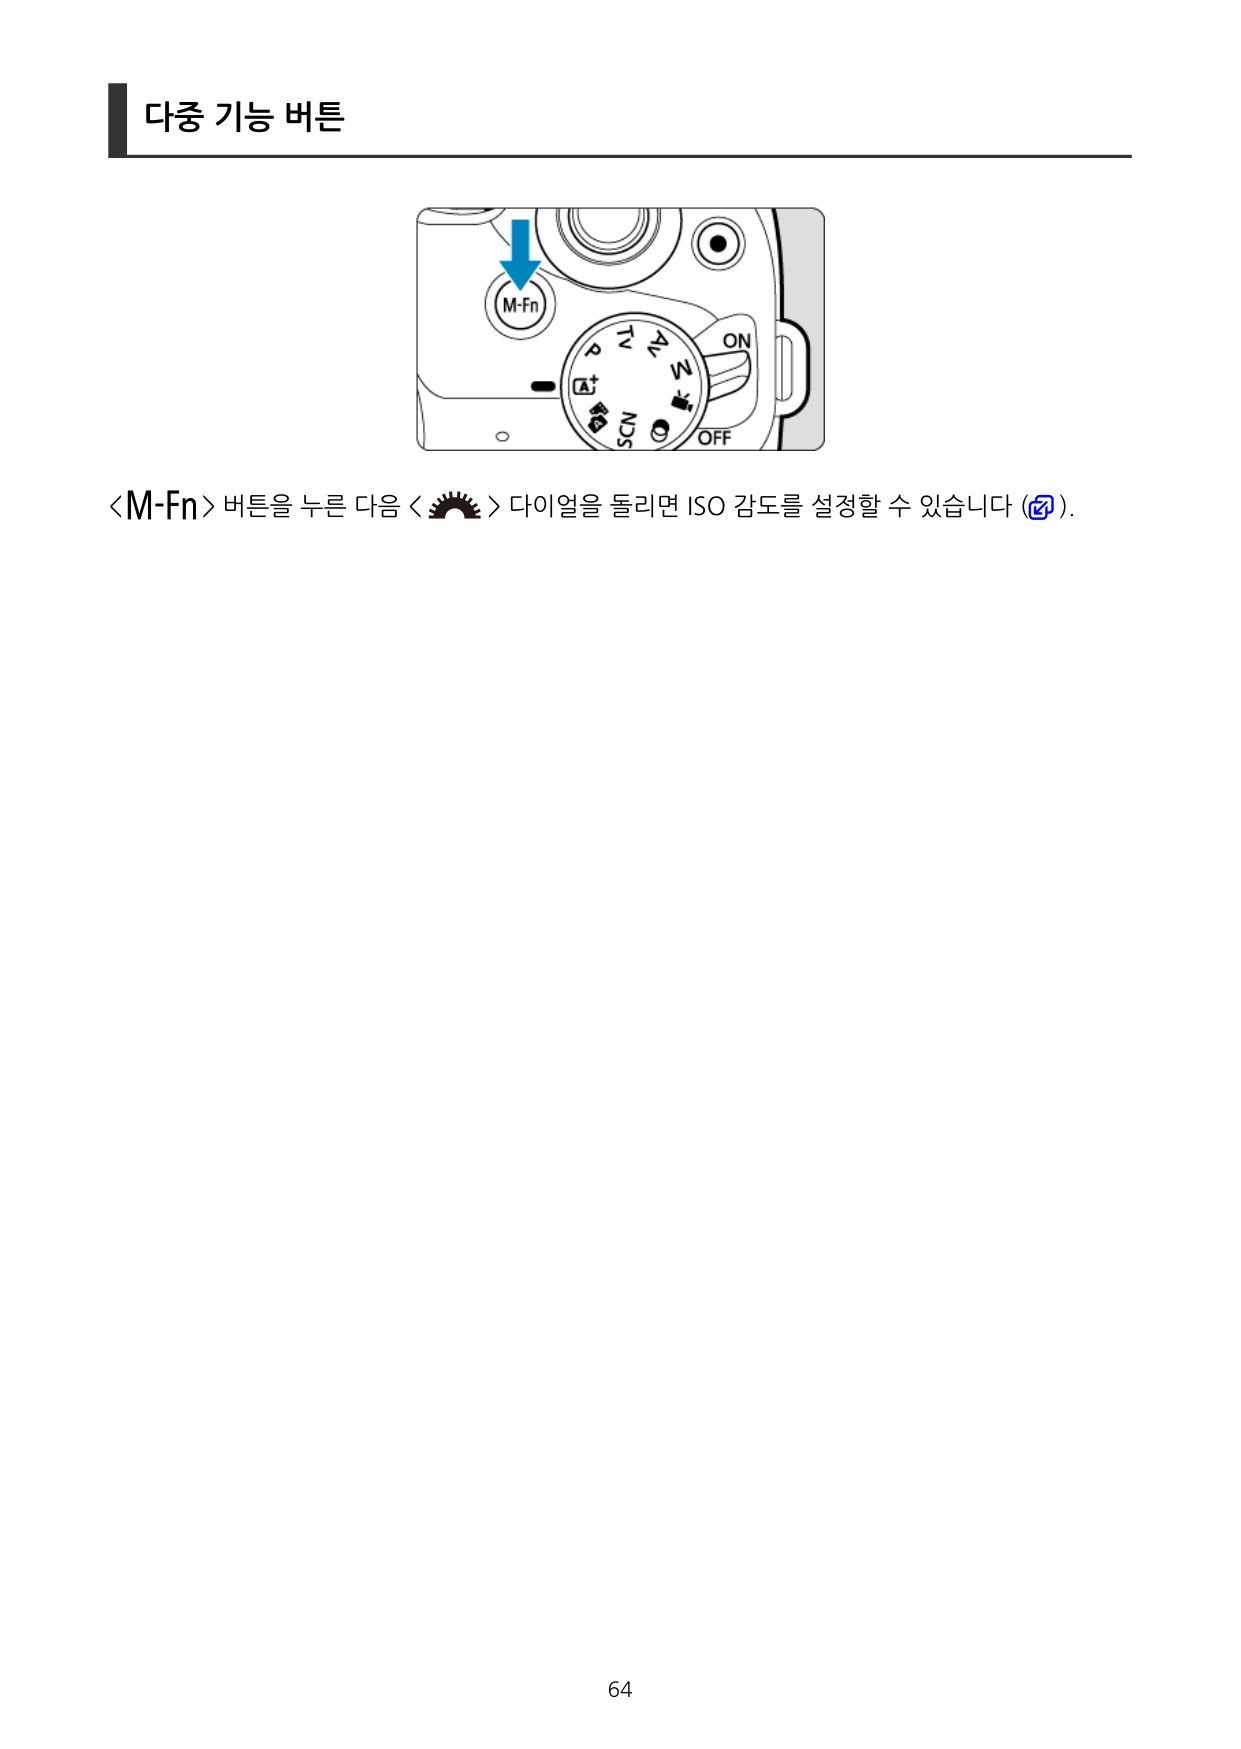 다중 기능 버튼
M-Fn
ON
Tv
Av
P
M
A+
A
SCN
OFF
<M-Fn> 버튼을 누른 다음 < > 다이얼을 돌리면 ISO 감도를 설정할 수 있습니다 ( ).
64